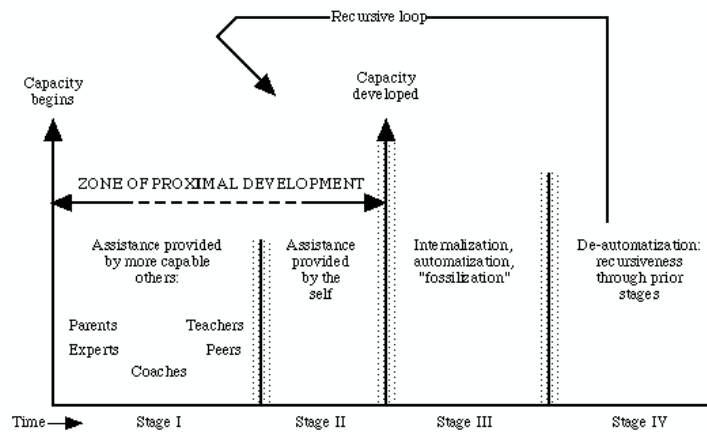 Recursive loop
Capacity
begins
Capacity
developed
ZONE OF PROXIMAL DEVELOPMENT
Assistance provided
by more capable
others:
Parents
Teachers
Experts
Peers
Coaches
Assistance
provided
by the
self
Internalization,
automatization,
"fossilization"
De-automatization:
recursiveness
through prior
stages
Time
Stage I
Stage II
Stage III
Stage IV